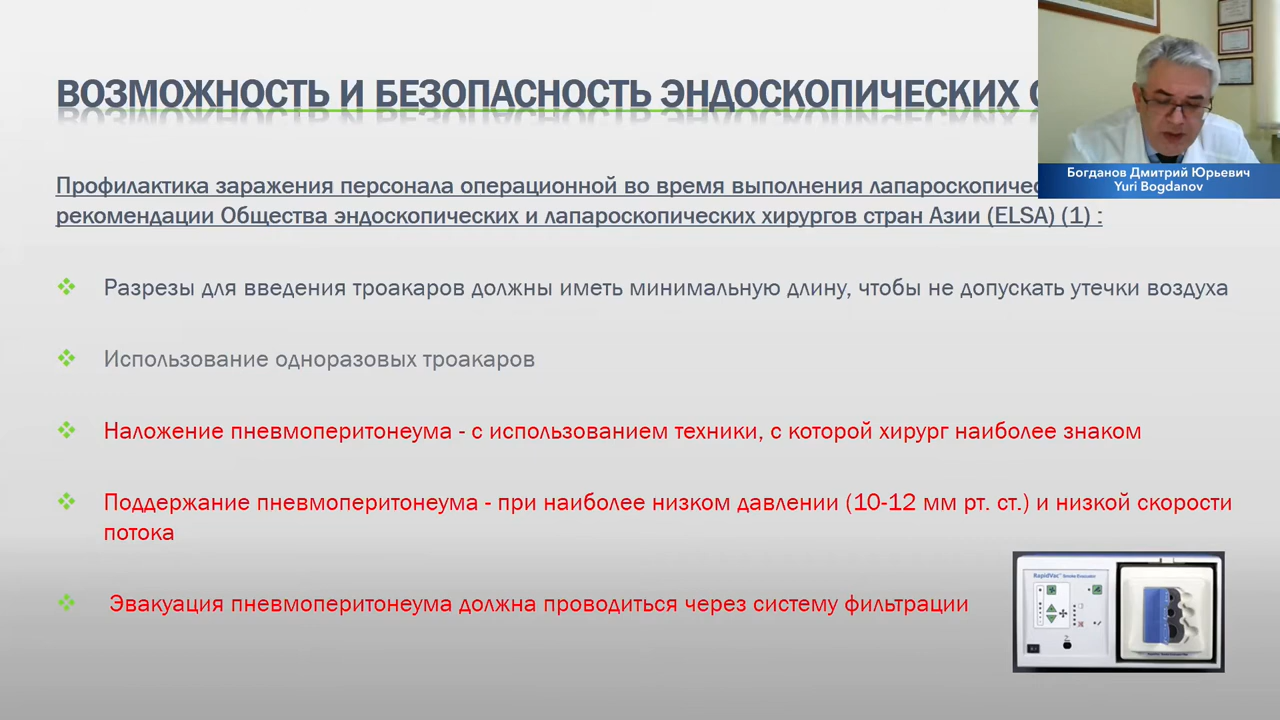 ВОЗМОЖНОСТЬ И БЕЗОПАСНОСТЬ ЭНДОСКОПИЧЕСКИХ
Богданов Дмитрий Юрьевич
Yuri Bogdanov
Профилактика заражения персонала операционной во время выполнения
рекомендации Общества эндоскопических и лапароскопических хирургов стран Азии (ELSA) (1) :
Разрезы для введения троакаров должны иметь минимальную длину, чтобы не допускать утечки воздуха
Использование одноразовых троакаров
Наложение пневмоперитонеума - с использованием техники, с которой хирург наиболее знаком
Поддержание пневмоперитонеума - при наиболее низком давлении (10-12 мм рт. ст.) и низкой скорости
потока
Эвакуация пневмоперитонеума должна проводиться через систему фильтрации
RapidVac™ Smoke Evacuator